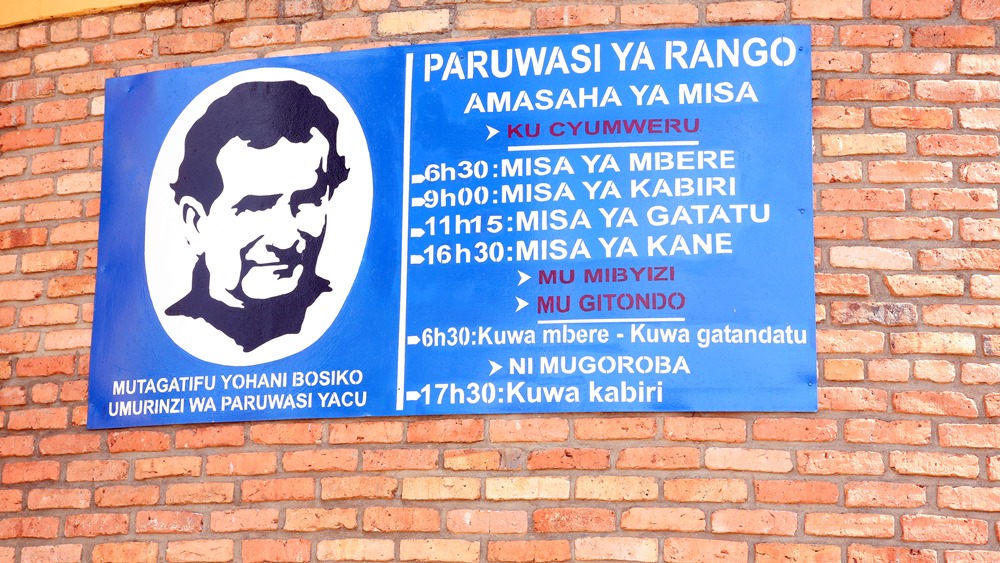 MUTAGATIFU YOHANI BOSIKO
UMURINZI WA PARUWASI YACU
PARUWASI YA RANGO
AMASAHA YA MISA
KU CYUMWERU
6h30:MISA YA MBERE
9h00:MISA YA KABIRI
11h15:MISA YA GATATU
16h30:MISA YA KANE
MU MIBYIZI
MU GITONDO
6h30:Kuwa mbere - Kuwa gatandatu
NI MUGOROBA
17h30:Kuwa kabiri